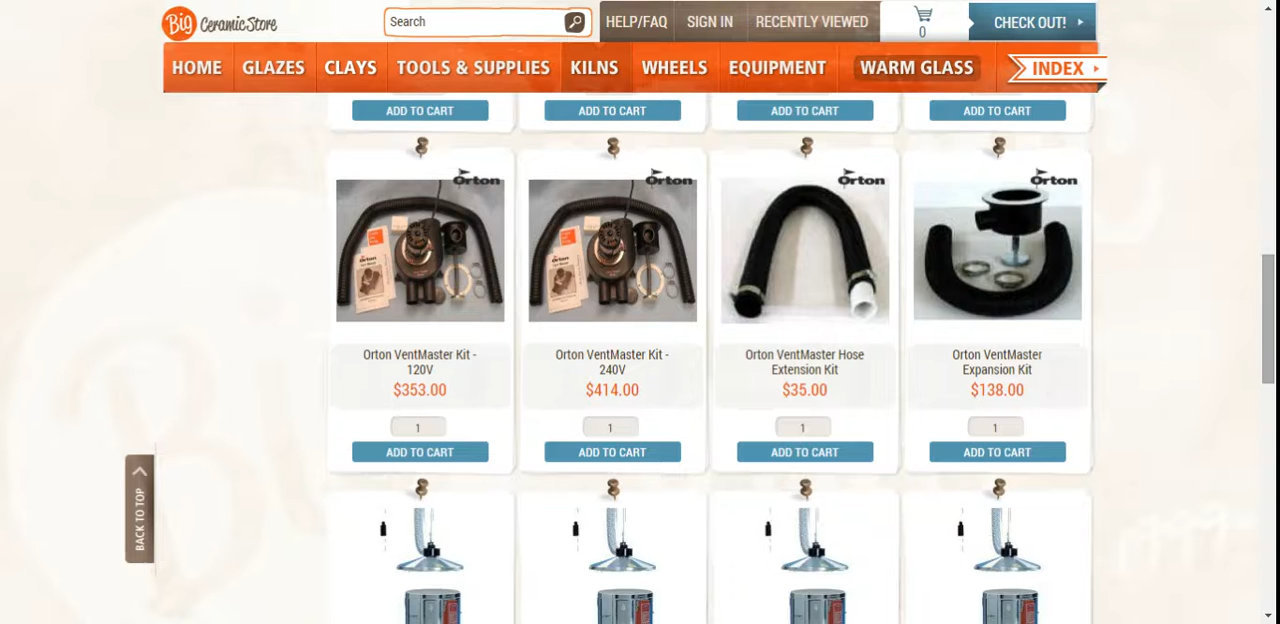 Big CeramicStore
Search
HELP/FAQ SIGN IN RECENTLY VIEWED 0 CHECK OUT!
HOME GLAZES CLAYS TOOLS & SUPPLIES KILNS WHEELS EQUIPMENT WARM GLASS INDEX
ADD TO CART ADD TO CART ADD TO CART ADD TO CART
Orton Orton Orton Orton
Orton VentMaster Kit -
120V
$353.00
1
ADD TO CART
Orton VentMaster Kit -
240V
$414.00
1
ADD TO CART
Orton VentMaster Hose
Extension Kit
$35.00
1
ADD TO CART
Orton VentMaster
Expansion Kit
$138.00
1
ADD TO CART
BACK TO TOP